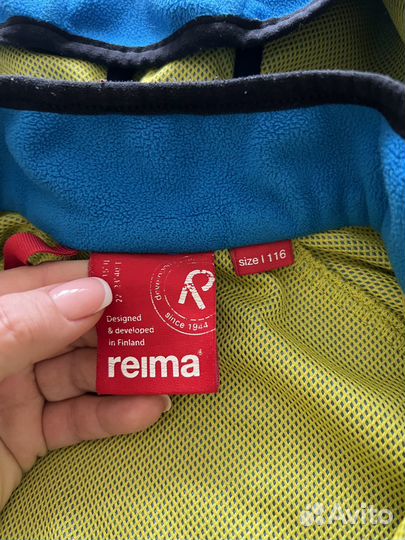 size | 116
since 1944
Designed
& developed
in Finland
reima
Avito